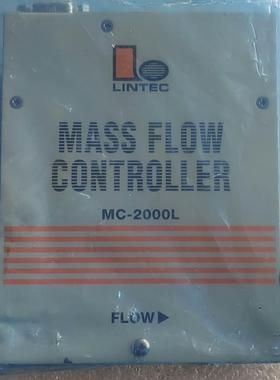 LINTEC
MASS FLOW
CONTROLLER
MC-2000L
FLOW▶